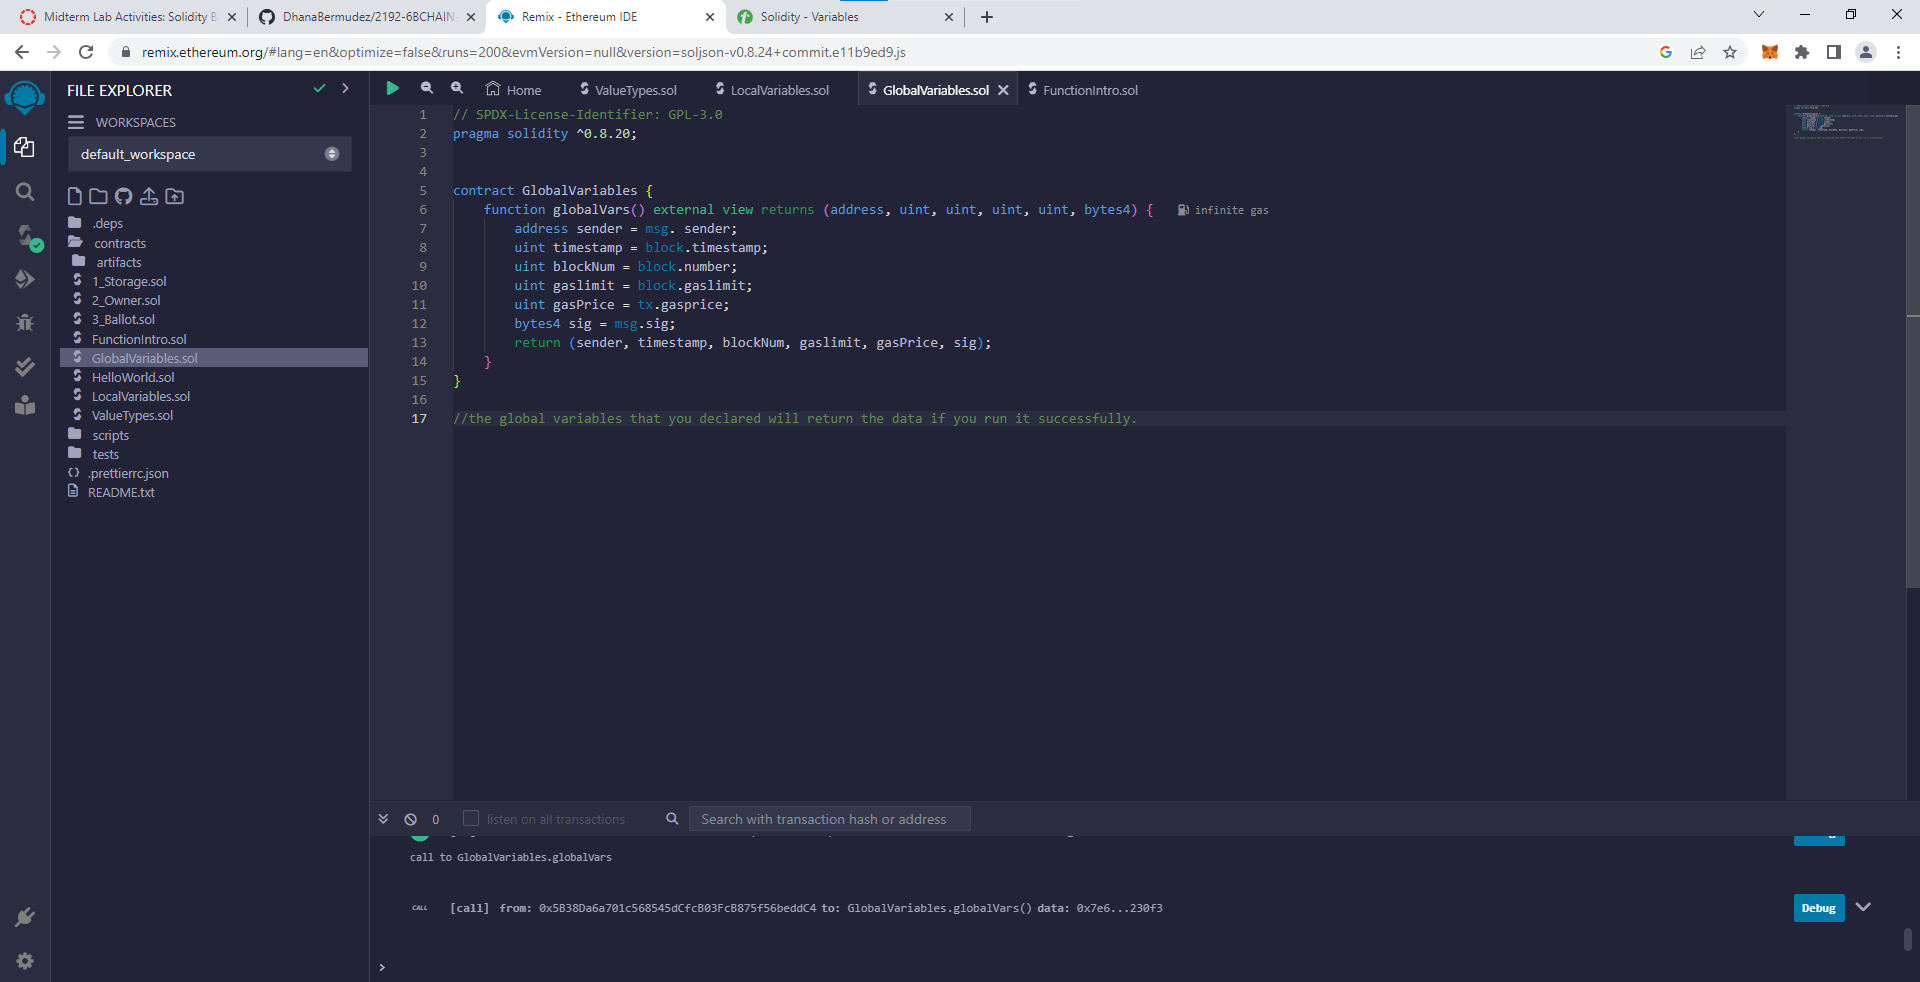 Midterm Lab Activities: Solidity B
DhanaBermudez/2192-6BCHAIN-
Remix - Ethereum IDE
Solidity - Variables
remix.ethereum.org/#lang=en&optimize=false&runs=200&evmVersion=null&version=soljson-v0.8.24+commit.e11b9ed9.js
FILE EXPLORER
WORKSPACES
default_workspace
.deps
contracts
artifacts
1_Storage.sol
2_Owner.sol
3_Ballot.sol
FunctionIntro.sol
GlobalVariables.sol
HelloWorld.sol
LocalVariables.sol
ValueTypes.sol
scripts
tests
.prettierrc.json
README.txt
Home
ValueTypes.sol
LocalVariables.sol
GlobalVariables.sol
FunctionIntro.sol
1 // SPDX-License-Identifier: GPL-3.0
2 pragma solidity ^0.8.20;
3
4
5 contract GlobalVariables {
6 function globalVars() external view returns (address, uint, uint, uint, uint, bytes4) { infinite gas
7 address sender = msg. sender;
8 uint timestamp = block.timestamp;
9 uint blockNum = block.number;
10 uint gaslimit = block.gaslimit;
11 uint gasPrice = tx.gasprice;
12 bytes4 sig = msg.sig;
13 return (sender, timestamp, blockNum, gaslimit, gasPrice, sig);
14 }
15 }
16
17 //the global variables that you declared will return the data if you run it successfully.
0 listen on all transactions Search with transaction hash or address
call to GlobalVariables.globalVars
CALL [call] from: 0x5B38Da6a701c568545dCfcB03FcB875f56beddC4 to: GlobalVariables.globalVars() data: 0x7e6...230f3 Debug
>